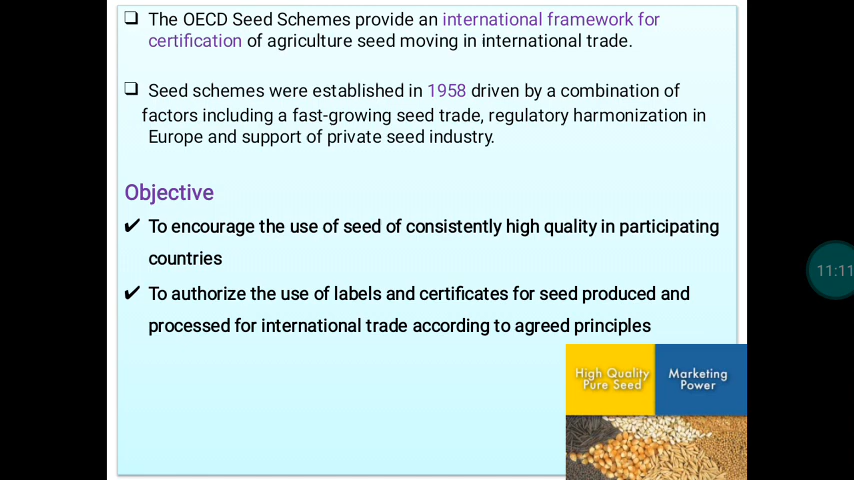 ❑ The OECD Seed Schemes provide an international framework for
certification of agriculture seed moving in international trade.
❑ Seed schemes were established in 1958 driven by a combination of
factors including a fast-growing seed trade, regulatory harmonization in
Europe and support of private seed industry.
Objective
✔ To encourage the use of seed of consistently high quality in participating
countries
✔ To authorize the use of labels and certificates for seed produced and
processed for international trade according to agreed principles
High Quality
Pure Seed
Marketing
Power
11:11